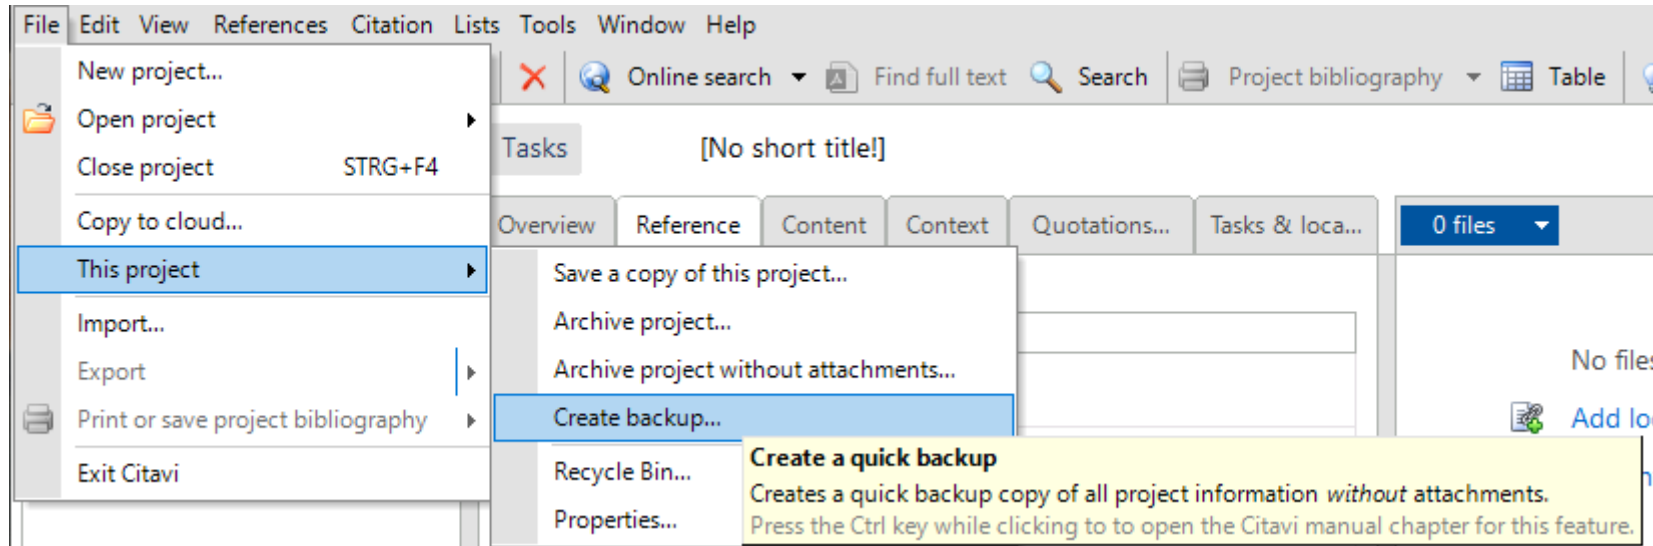 File Edit View References Citation Lists Tools Window Help
New project...
Online search
Find full text
Search
Project bibliography
Table
Open project
Close project STRG+F4
Tasks
[No short title!]
Copy to cloud...
Overview
Reference
Content
Context
Quotations...
Tasks & loca...
0 files
This project
Save a copy of this project...
Import...
Archive project...
Export
Archive project without attachments...
No files
Print or save project bibliography
Create backup...
Add lo
Exit Citavi
Recycle Bin...
Properties...
Create a quick backup
Creates a quick backup copy of all project information without attachments.
Press the Ctrl key while clicking to to open the Citavi manual chapter for this feature.